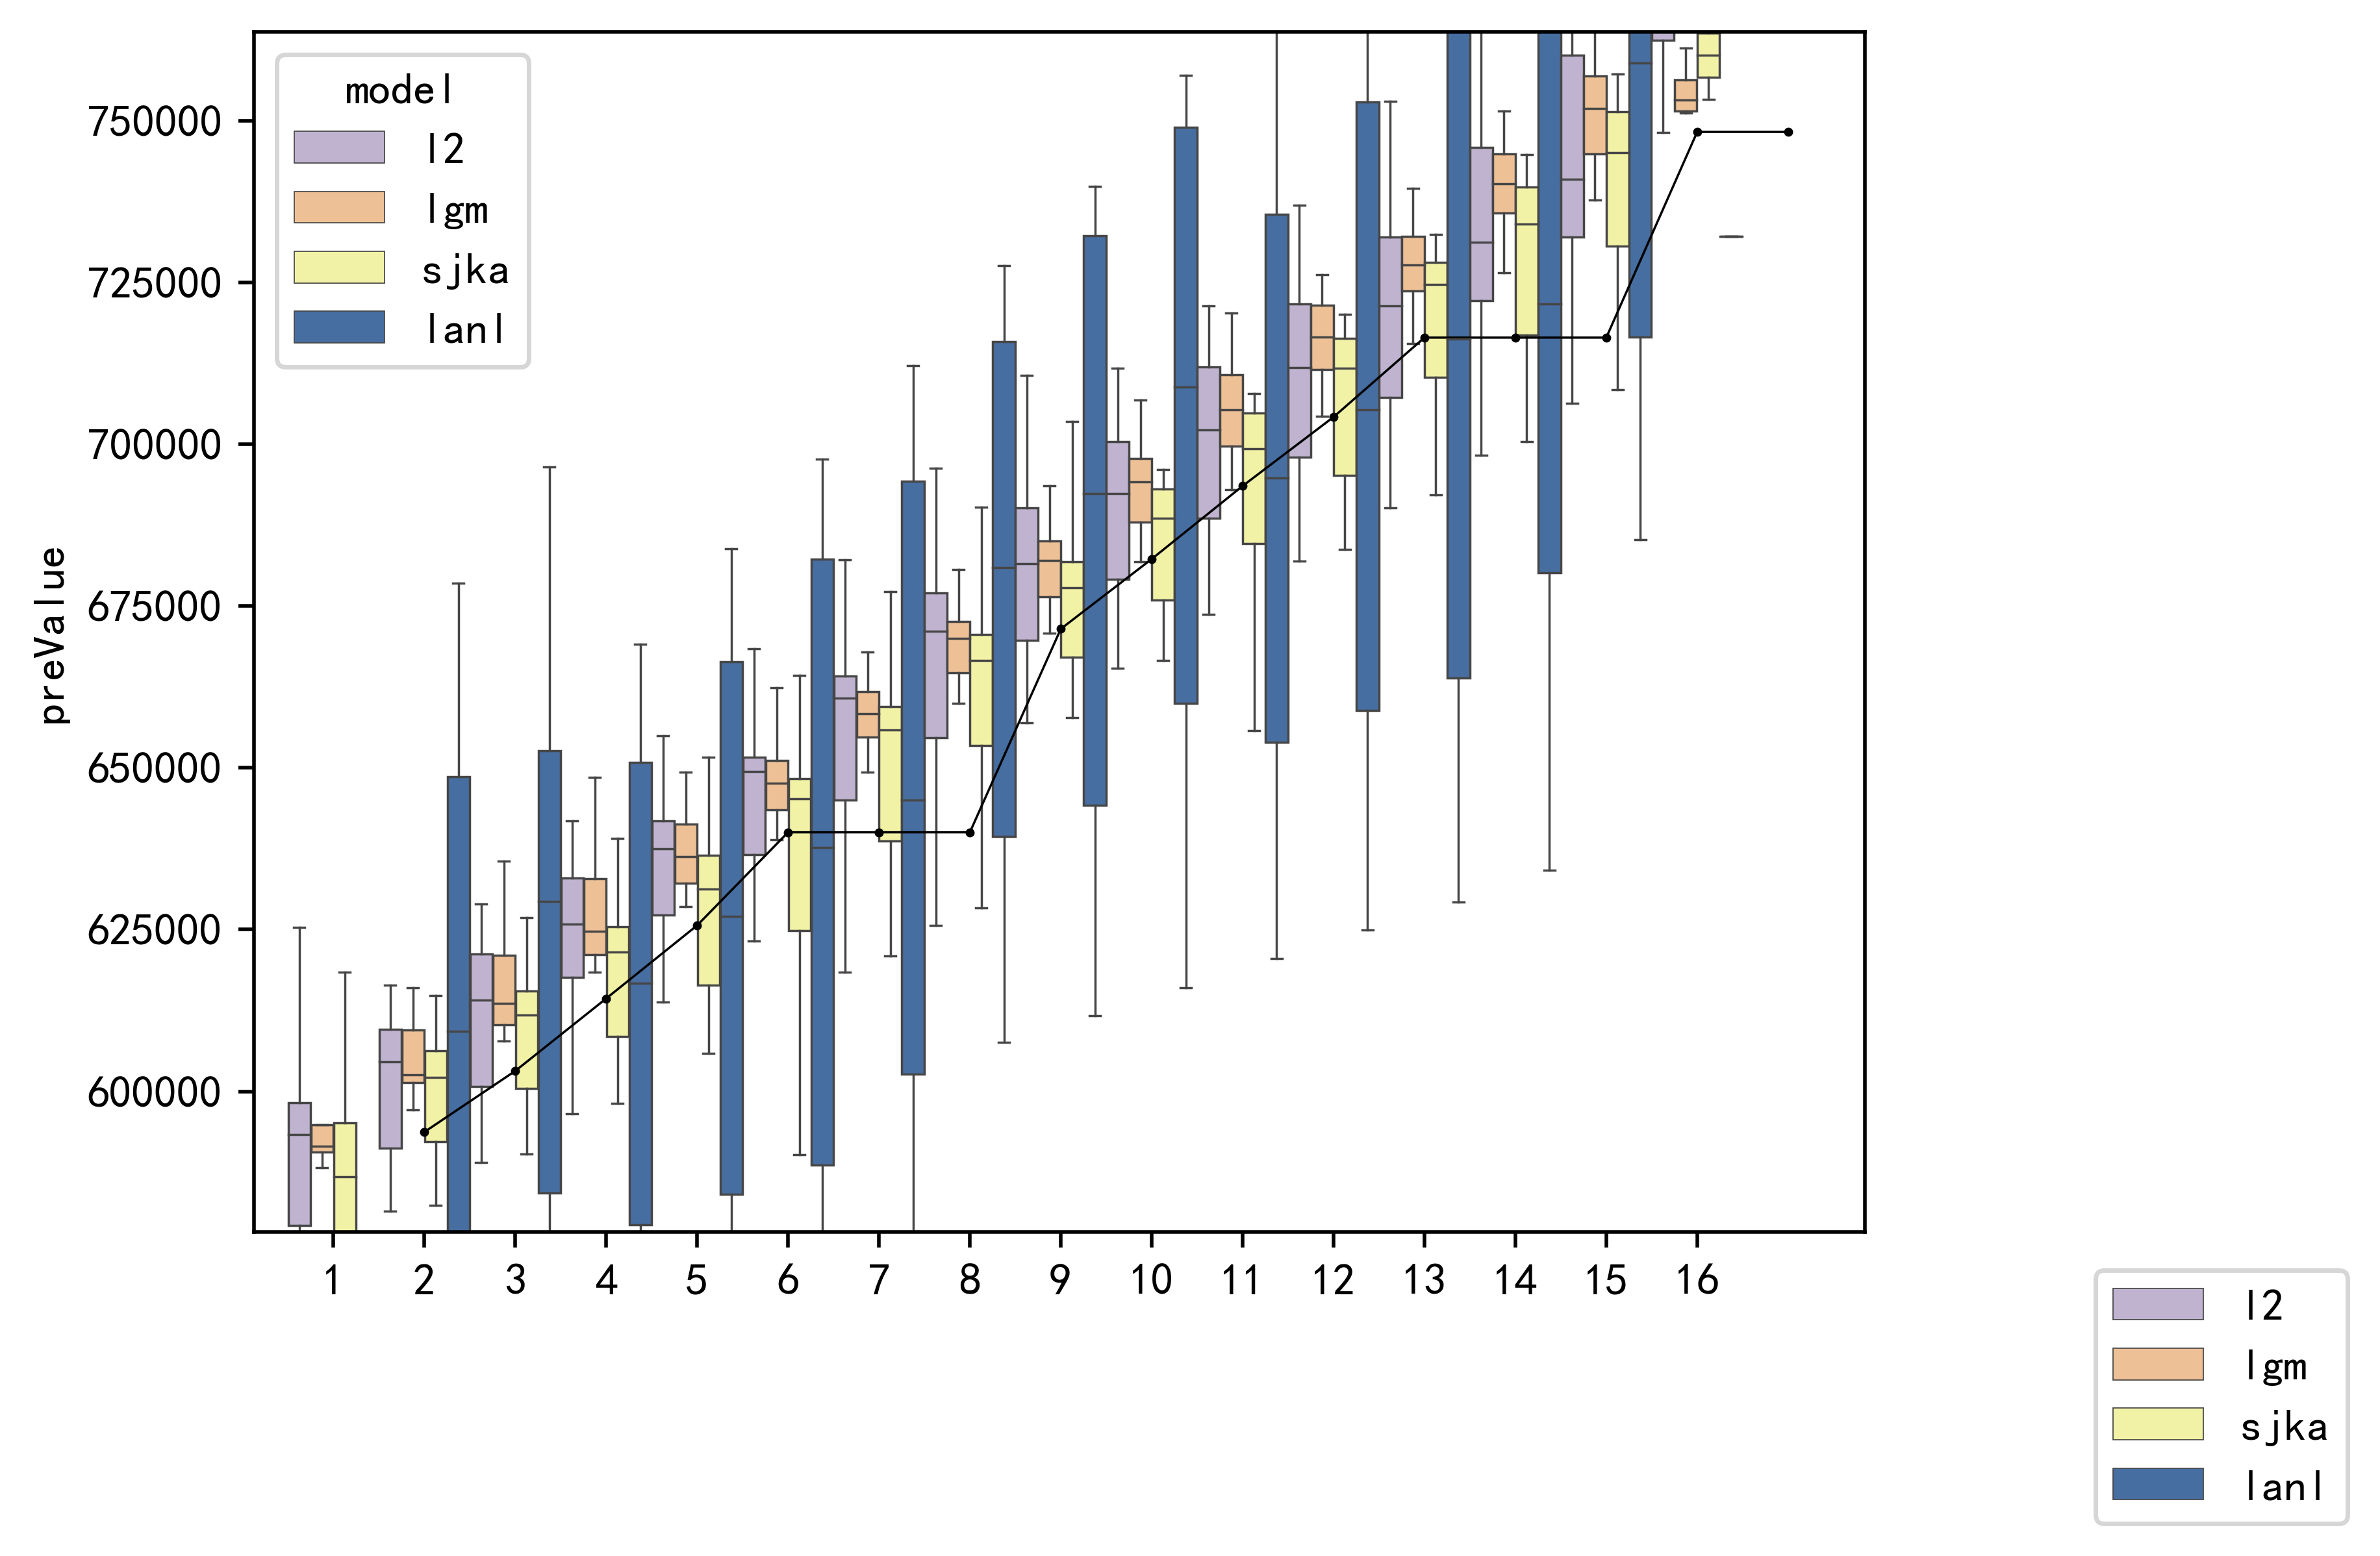 model
l2
lgm
sjka
lanl
750000
725000
700000
675000
650000
625000
600000
preValue
1 2 3 4 5 6 7 8 9 10 11 12 13 14 15 16
l2
lgm
sjka
lanl